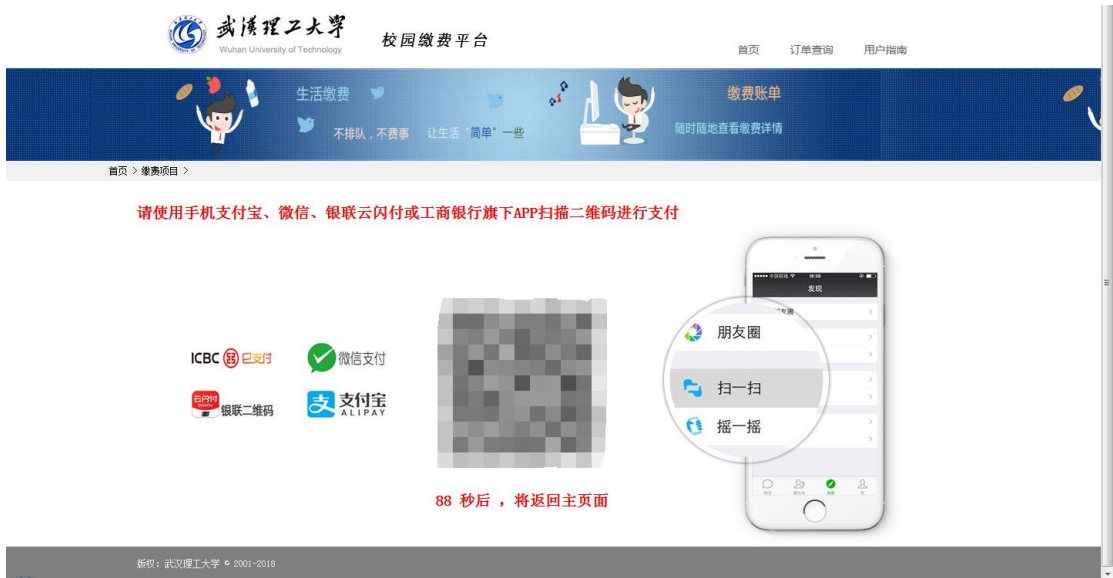 武汉理工大学
Wuhan University of Technology
校园缴费平台
首页 订单查询 用户指南
生活缴费
不排队，不费事 让生活“简单”一些
缴费账单
随时随地查看缴费详情
首页 > 缴费项目 >
请使用手机支付宝、微信、银联云闪付或工商银行旗下APP扫描二维码进行支付
发现
朋友圈
扫一扫
摇一摇
ICBC e支付
微信支付
云闪付
银联二维码
支付宝
ALIPAY
88 秒后 ，将返回主页面
版权：武汉理工大学 © 2001-2018